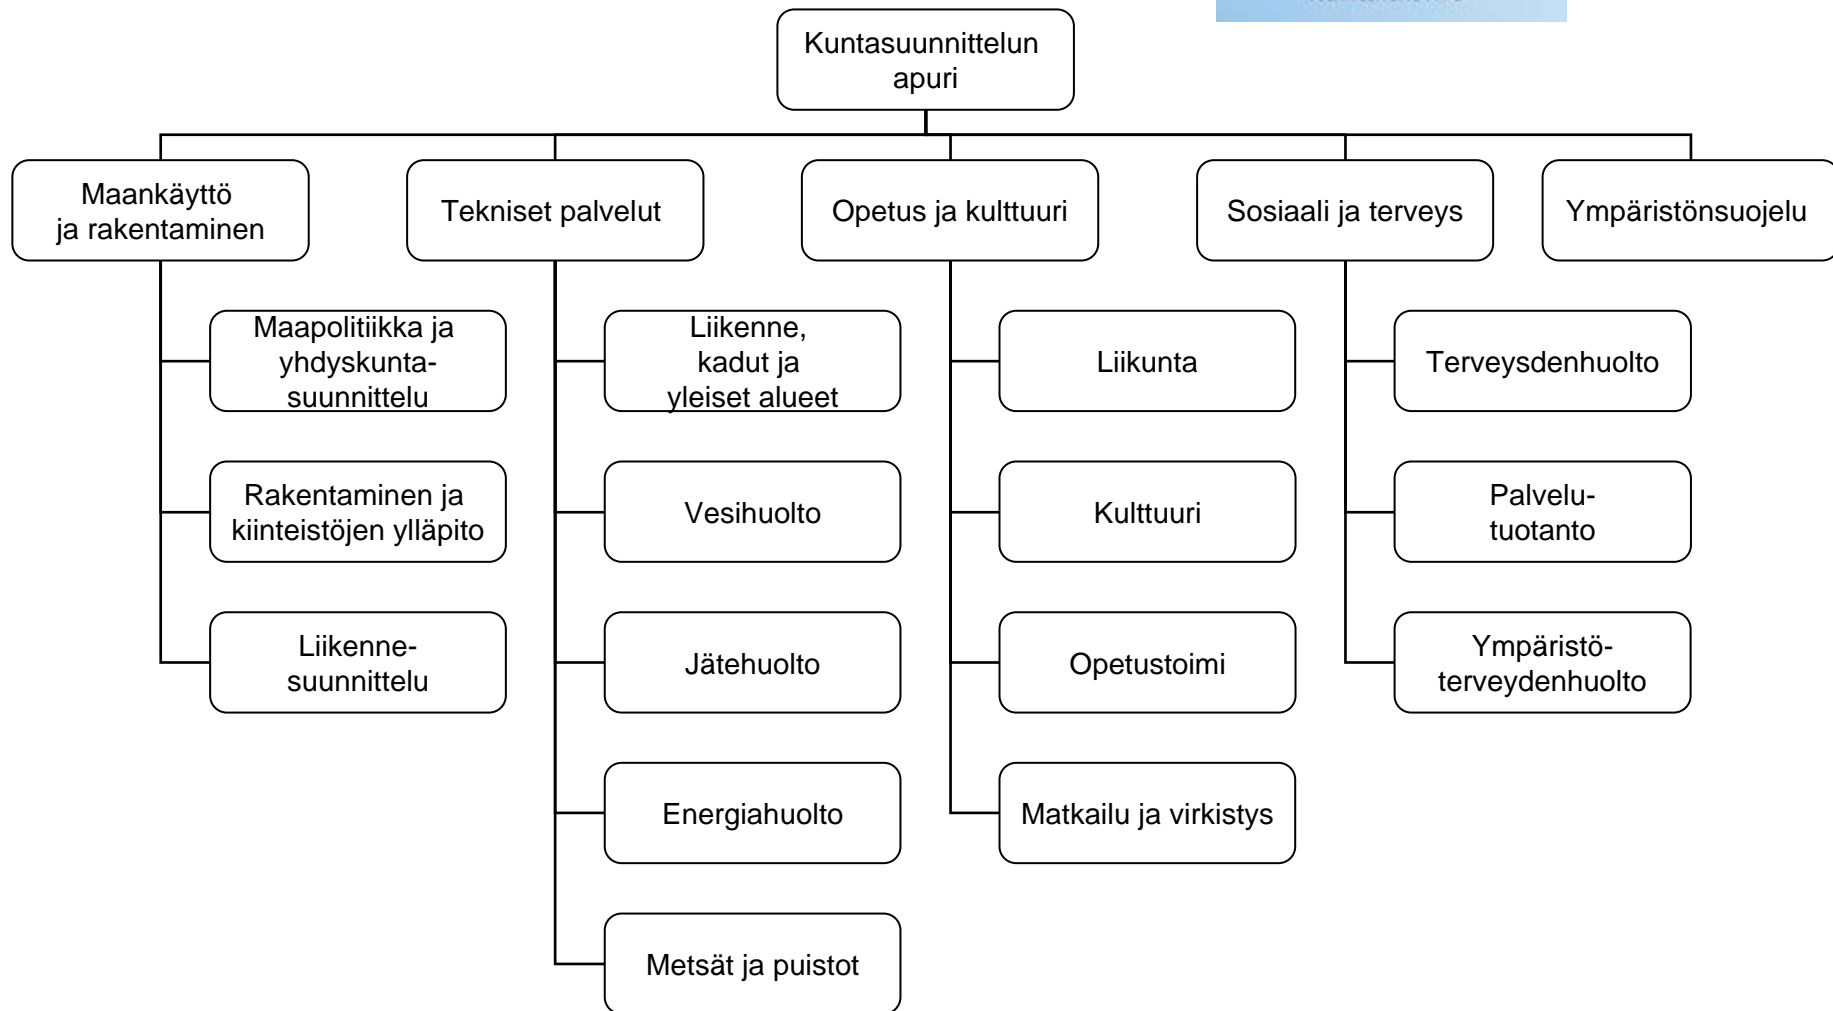 Kuntasuunnittelun
apuri
Maankäyttö
ja rakentaminen
Tekniset palvelut
Opetus ja kulttuuri
Sosiaali ja terveys
Ympäristönsuojelu
Maapolitiikka ja
yhdyskunta-
suunnittelu
Rakentaminen ja
kiinteistöjen ylläpito
Liikenne-
suunnittelu
Liikenne,
kadut ja
yleiset alueet
Vesihuolto
Jätehuolto
Energiahuolto
Metsät ja puistot
Liikunta
Kulttuuri
Opetustoimi
Matkailu ja virkistys
Terveysdenhuolto
Palvelu-
tuotanto
Ympäristö-
terveydenhuolto